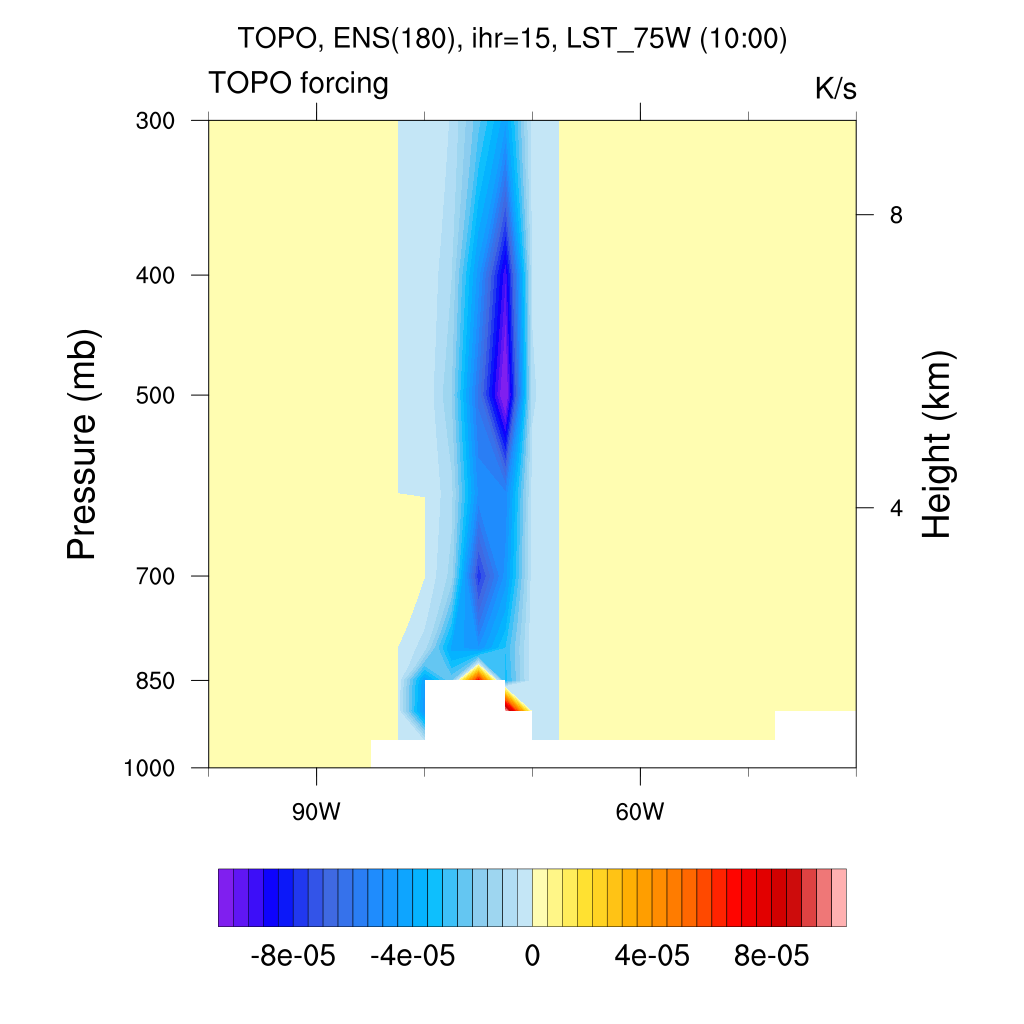 TOPO, ENS(180), ihr=15, LST_75W (10:00)
TOPO forcing
K/s
300
400
500
700
850
1000
Pressure (mb)
8
4
Height (km)
90W
60W
-8e-05
-4e-05
0
4e-05
8e-05